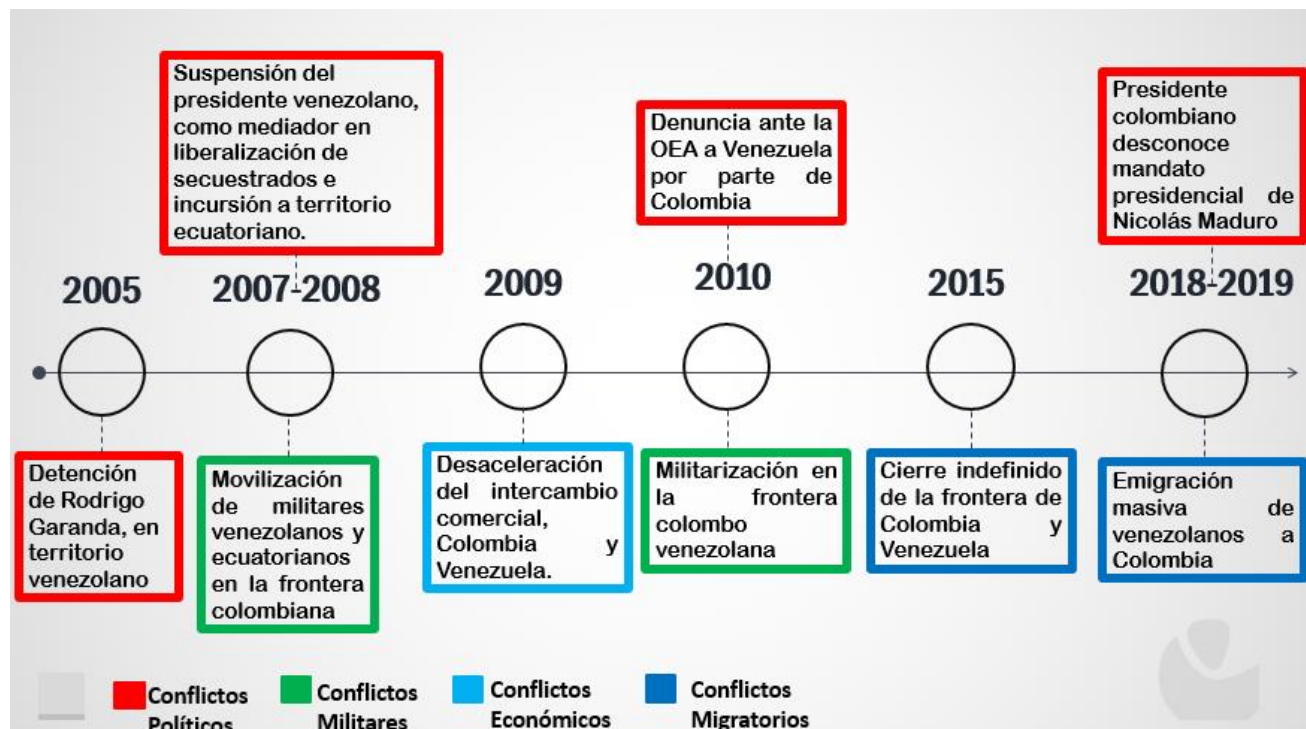 Suspensión del
presidente venezolano,
como mediador en
liberalización de
secuestrados e
incursión a territorio
ecuatoriano.
Denuncia ante la
OEA a Venezuela
por parte de
Colombia
Presidente
colombiano
desconoce
mandato
presidencial de
Nicolás Maduro
2005
2007-2008
2009
2010
2015
2018-2019
Detención
de Rodrigo
Garanda, en
territorio
venezolano
Movilización
de militares
venezolanos y
ecuatorianos
en la frontera
colombiana
Desaceleración
del intercambio
comercial,
Colombia y
Venezuela.
Militarización en
la frontera
colombo
venezolana
Cierre indefinido
de la frontera de
Colombia y
Venezuela
Emigración
masiva de
venezolanos a
Colombia
Conflictos
Políticos
Conflictos
Militares
Conflictos
Económicos
Conflictos
Migratorios